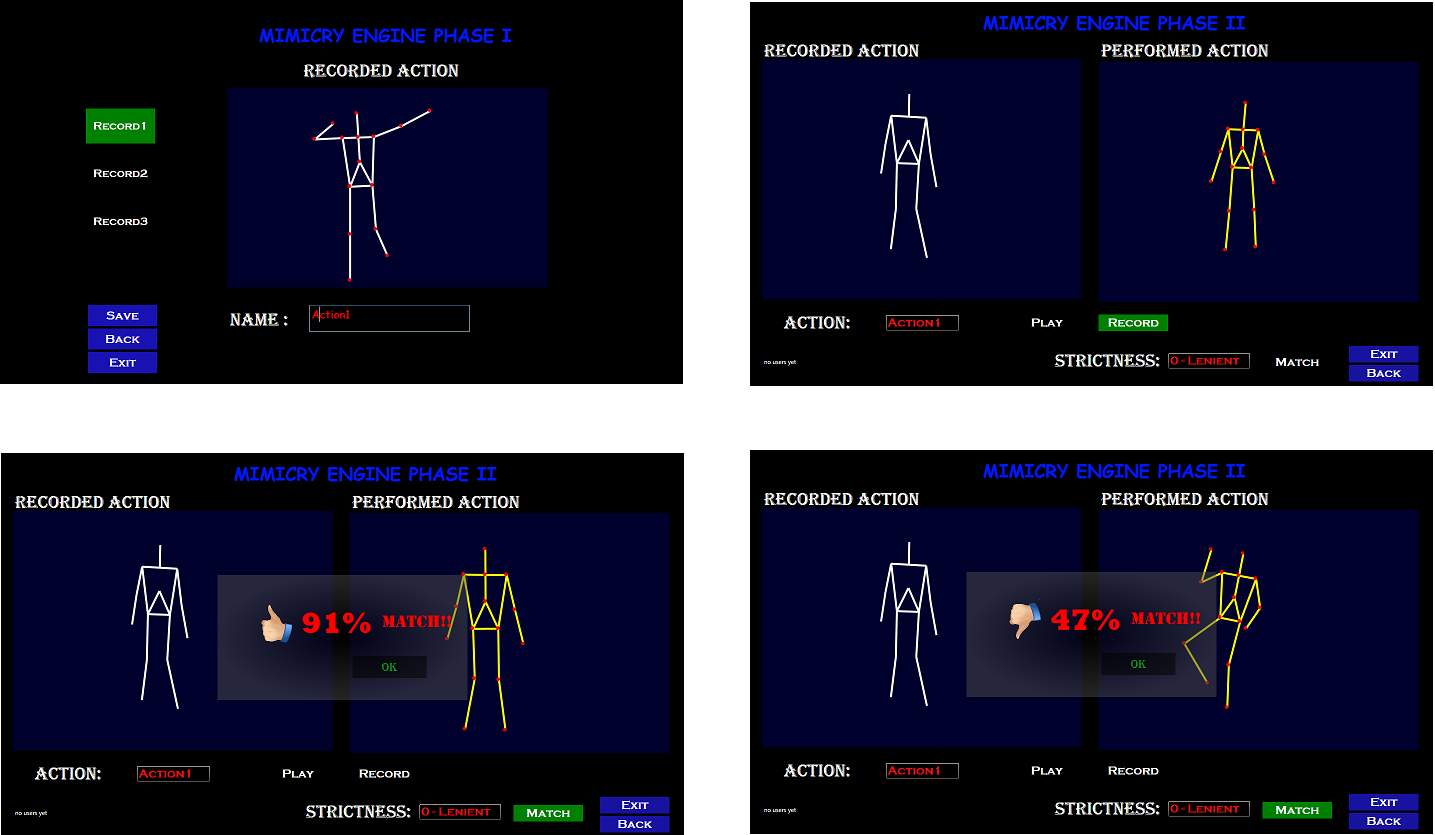 MIMICRY ENGINE PHASE I
RECORDED ACTION
RECORD1
RECORD2
RECORD3
SAVE
BACK
EXIT
NAME :
Action1
MIMICRY ENGINE PHASE II
RECORDED ACTION
PERFORMED ACTION
ACTION:
ACTION1
PLAY
RECORD
no users yet
STRICTNESS:
0 - LENIENT
MATCH
EXIT
BACK
MIMICRY ENGINE PHASE II
RECORDED ACTION
PERFORMED ACTION
91% MATCH!!
OK
ACTION:
ACTION1
PLAY
RECORD
no users yet
STRICTNESS:
0 - LENIENT
MATCH
EXIT
BACK
MIMICRY ENGINE PHASE II
RECORDED ACTION
PERFORMED ACTION
47% MATCH!!
OK
ACTION:
ACTION1
PLAY
RECORD
no users yet
STRICTNESS:
0 - LENIENT
MATCH
EXIT
BACK